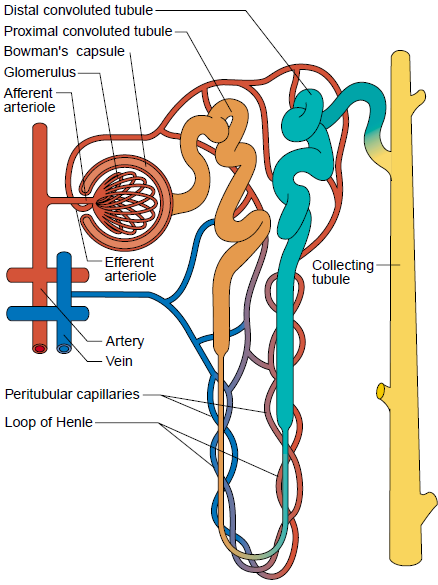 Distal convoluted tubule
Proximal convoluted tubule
Bowman's capsule
Glomerulus
Afferent
arteriole
Efferent
arteriole
Collecting
tubule
Artery
Vein
Peritubular capillaries
Loop of Henle